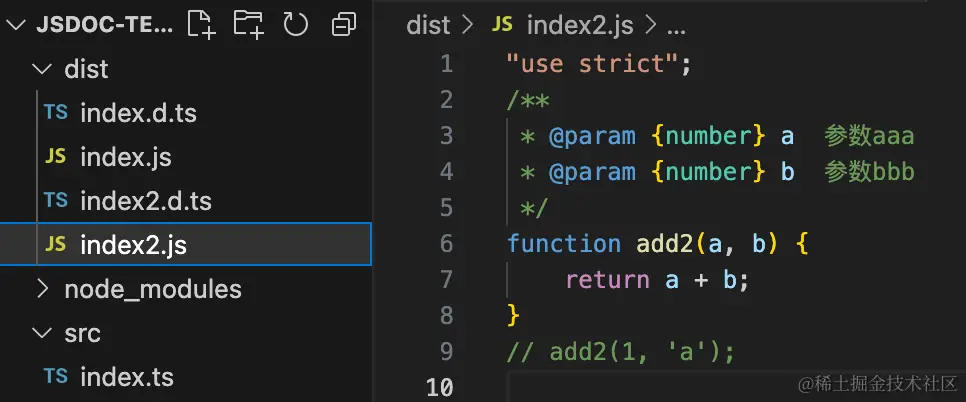 JSDOC-TE...
dist
TS index.d.ts
JS index.js
TS index2.d.ts
JS index2.js
node_modules
src
TS index.ts
dist > JS index2.js > ...
1 "use strict";
2 /**
3  * @param {number} a  参数aaa
4  * @param {number} b  参数bbb
5  */
6 function add2(a, b) {
7     return a + b;
8 }
9 // add2(1, 'a');
10
@稀土掘金技术社区